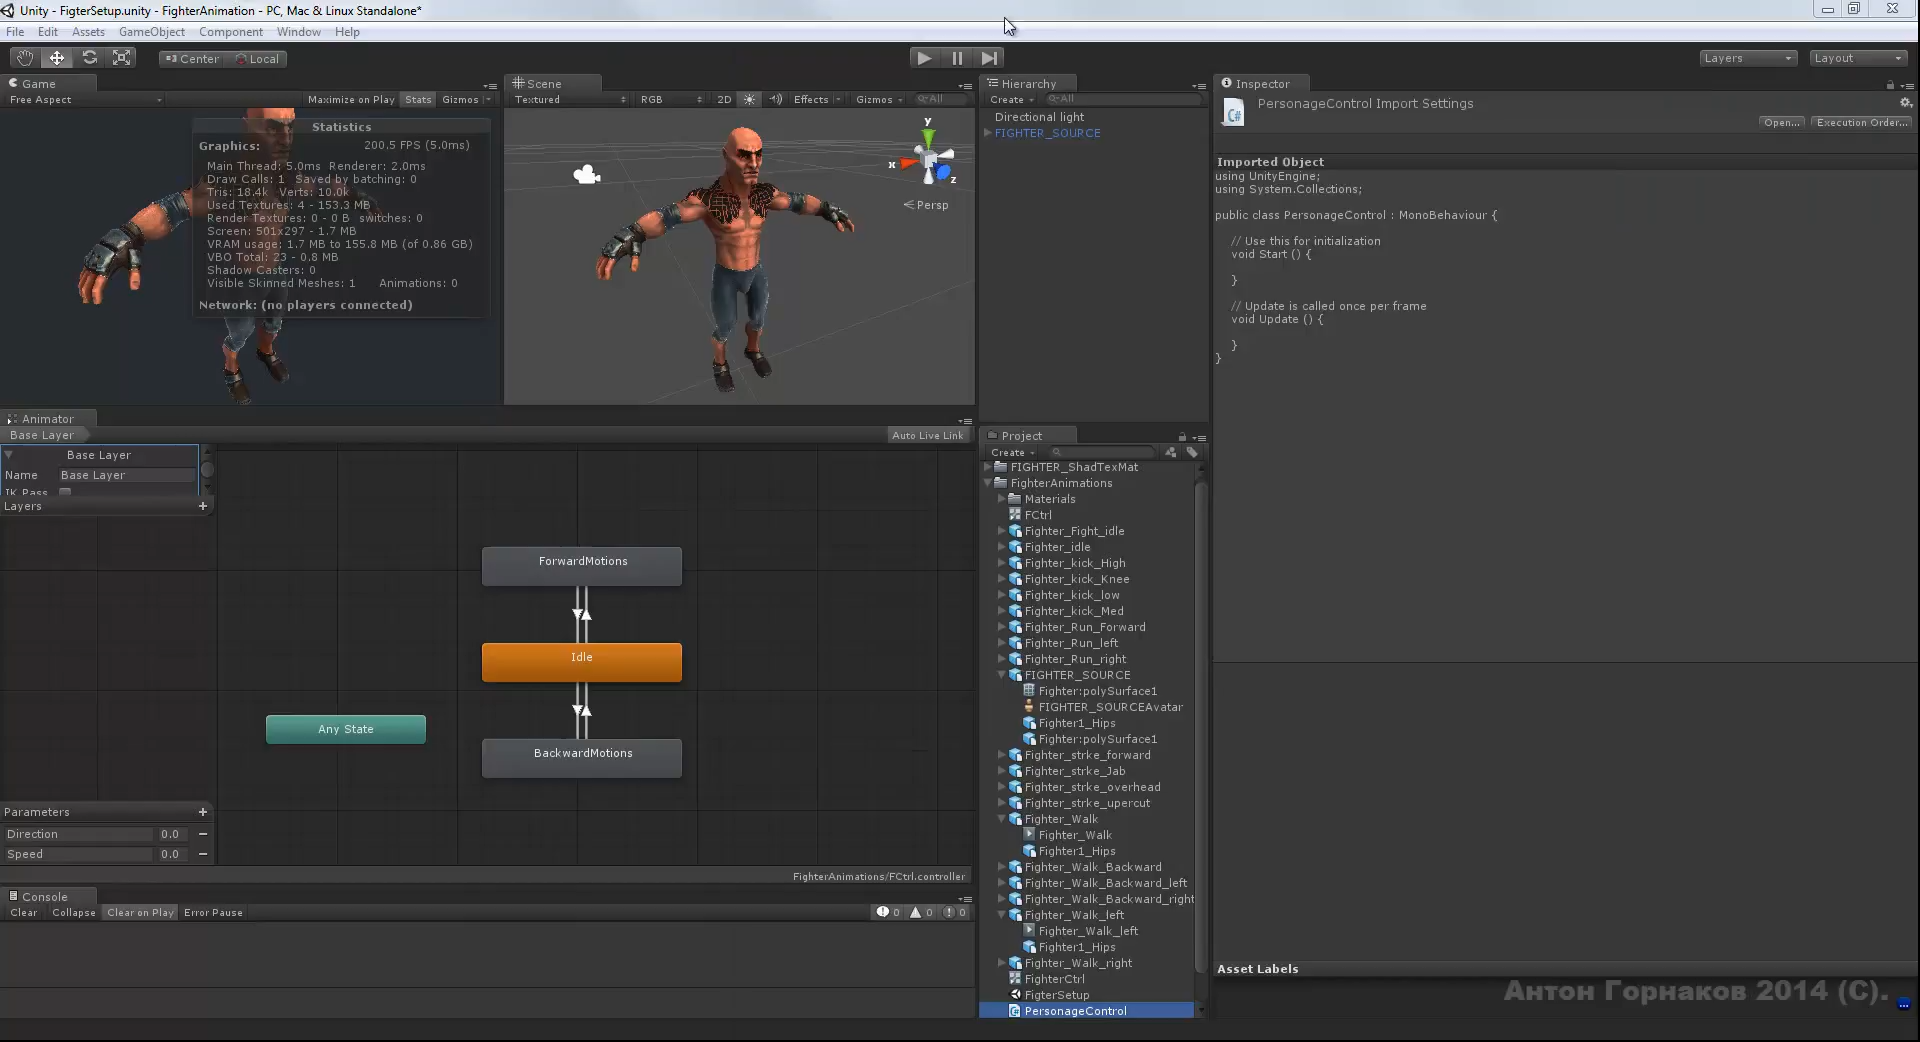 Unity - FigterSetup.unity - FighterAnimation - PC, Mac & Linux Standalone*
File Edit Assets GameObject Component Window Help
Center Local Layers Layout
Game
Free Aspect Maximize on Play Stats Gizmos
Statistics
Graphics: 200.5 FPS (5.0ms)
Main Thread: 5.0ms Renderer: 2.0ms
Draw Calls: 1 Saved by batching: 0
Tris: 18.4k Verts: 10.0k
Used Textures: 4 - 153.3 MB
Render Textures: 0 - 0 B switches: 0
Screen: 501x297 - 1.7 MB
VRAM usage: 1.7 MB to 155.8 MB (of 0.86 GB)
VBO Total: 23 - 0.8 MB
Shadow Casters: 0
Visible Skinned Meshes: 1 Animations: 0
Network: (no players connected)
Scene
Textured RGB 2D Effects Gizmos All
y
x
z
Persp
Hierarchy
Create All
Directional light
FIGHTER_SOURCE
Inspector
PersonageControl Import Settings
Open... Execution Order...
Imported Object
using UnityEngine;
using System.Collections;
public class PersonageControl : MonoBehaviour {
// Use this for initialization
void Start () {
}
// Update is called once per frame
void Update () {
}
}
Animator
Base Layer Auto Live Link
Base Layer
Name Base Layer
IK Pass
Layers +
ForwardMotions
Idle
Any State
BackwardMotions
Parameters +
Direction 0.0
Speed 0.0
FighterAnimations/FCtrl.controller
Console
Clear Collapse Clear on Play Error Pause 0 0 0
Project
Create
FIGHTER_ShadTexMat
FighterAnimations
Materials
FCtrl
Fighter_Fight_idle
Fighter_idle
Fighter_kick_High
Fighter_kick_Knee
Fighter_kick_low
Fighter_kick_Med
Fighter_Run_Forward
Fighter_Run_left
Fighter_Run_right
FIGHTER_SOURCE
Fighter:polySurface1
FIGHTER_SOURCEAvatar
Fighter1_Hips
Fighter:polySurface1
Fighter_strke_forward
Fighter_strke_Jab
Fighter_strke_overhead
Fighter_strke_upercut
Fighter_Walk
Fighter_Walk
Fighter1_Hips
Fighter_Walk_Backward
Fighter_Walk_Backward_left
Fighter_Walk_Backward_right
Fighter_Walk_left
Fighter_Walk_left
Fighter1_Hips
Fighter_Walk_right
FighterCtrl
FigterSetup
PersonageControl
Asset Labels
Антон Горнаков 2014 (С).